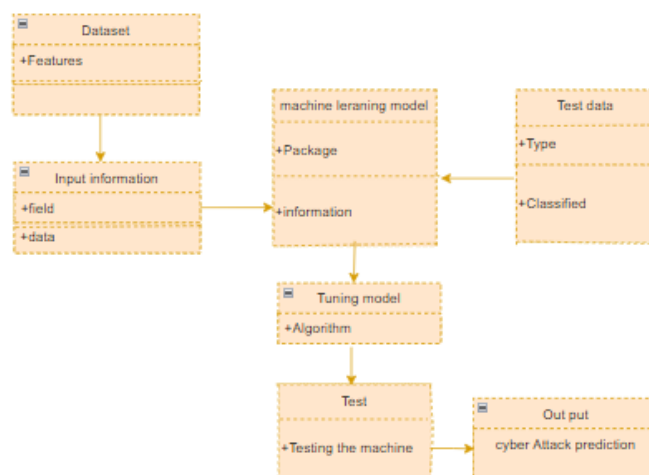 Dataset
+Features
Input information
+field
+data
machine leraning model
+Package
+information
Test data
+Type
+Classified
Tuning model
+Algorithm
Test
+Testing the machine
Out put
cyber Attack prediction